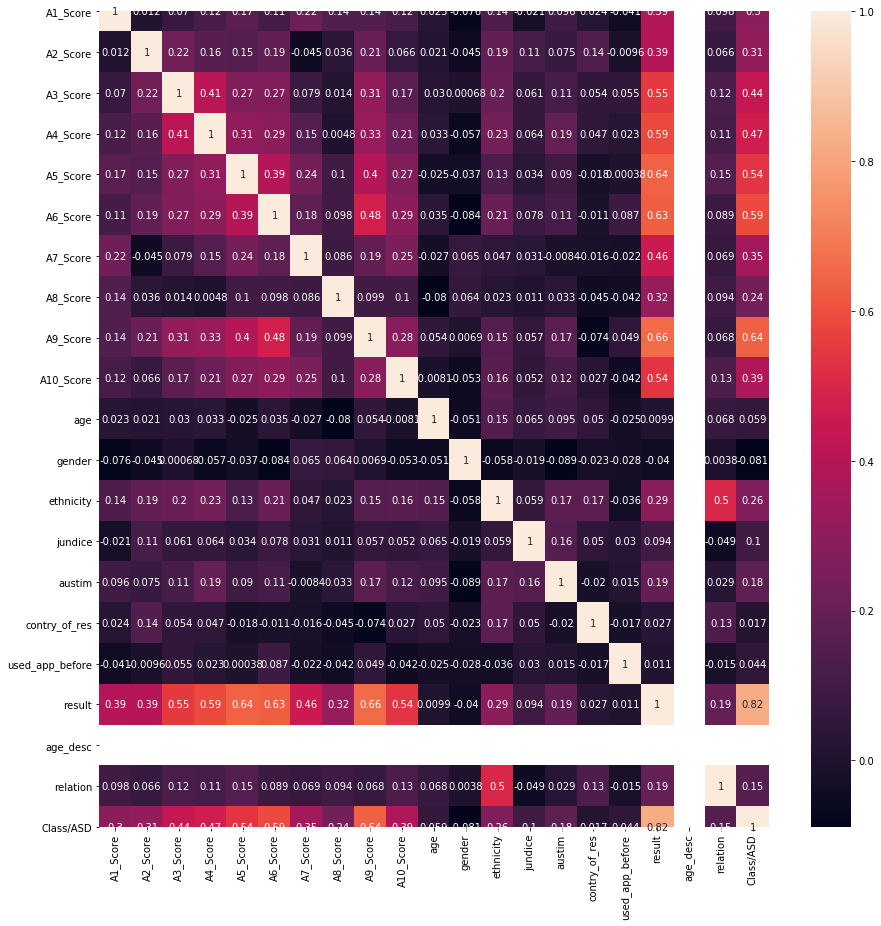 A1_Score 1 0.012 0.07 0.12 0.17 0.11 0.22 0.14 0.14 0.12 0.023 -0.076 0.14 -0.021 0.096 0.024 -0.041 0.39 0.098 0.3 1.0
A2_Score 0.012 1 0.22 0.16 0.15 0.19 -0.045 0.036 0.21 0.066 0.021 -0.045 0.19 0.11 0.075 0.14 -0.0096 0.39 0.066 0.31
A3_Score 0.07 0.22 1 0.41 0.27 0.27 0.079 0.014 0.31 0.17 0.03 0.00068 0.2 0.061 0.11 0.054 0.055 0.55 0.12 0.44
A4_Score 0.12 0.16 0.41 1 0.31 0.29 0.15 0.0048 0.33 0.21 0.033 -0.057 0.23 0.064 0.19 0.047 0.023 0.59 0.11 0.47
0.8
A5_Score 0.17 0.15 0.27 0.31 1 0.39 0.24 0.1 0.4 0.27 -0.025 -0.037 0.13 0.034 0.09 -0.018 0.00038 0.64 0.15 0.54
A6_Score 0.11 0.19 0.27 0.29 0.39 1 0.18 0.098 0.48 0.29 0.035 -0.084 0.21 0.078 0.11 -0.011 0.087 0.63 0.089 0.59
A7_Score 0.22 -0.045 0.079 0.15 0.24 0.18 1 0.086 0.19 0.25 -0.027 0.065 0.047 0.031 -0.0084 -0.016 -0.022 0.46 0.069 0.35
A8_Score 0.14 0.036 0.014 0.0048 0.1 0.098 0.086 1 0.099 0.1 -0.08 0.064 0.023 0.011 0.033 -0.045 -0.042 0.32 0.094 0.24
0.6
A9_Score 0.14 0.21 0.31 0.33 0.4 0.48 0.19 0.099 1 0.28 0.054 0.0069 0.15 0.057 0.17 -0.074 0.049 0.66 0.068 0.64
A10_Score 0.12 0.066 0.17 0.21 0.27 0.29 0.25 0.1 0.28 1 0.0081 -0.053 0.16 0.052 0.12 0.027 -0.042 0.54 0.13 0.39
age 0.023 0.021 0.03 0.033 -0.025 0.035 -0.027 -0.08 0.054 0.0081 1 -0.051 0.15 0.065 0.095 0.05 -0.025 0.0099 0.068 0.059
gender -0.076 -0.045 0.00068 -0.057 -0.037 -0.084 0.065 0.064 0.0069 -0.053 -0.051 1 -0.058 -0.019 -0.089 -0.023 -0.028 -0.04 0.0038 -0.081
0.4
ethnicity 0.14 0.19 0.2 0.23 0.13 0.21 0.047 0.023 0.15 0.16 0.15 -0.058 1 0.059 0.17 0.17 -0.036 0.29 0.5 0.26
jundice -0.021 0.11 0.061 0.064 0.034 0.078 0.031 0.011 0.057 0.052 0.065 -0.019 0.059 1 0.16 0.05 0.03 0.094 -0.049 0.1
austim 0.096 0.075 0.11 0.19 0.09 0.11 -0.0084 0.033 0.17 0.12 0.095 -0.089 0.17 0.16 1 -0.02 0.015 0.19 0.029 0.18
contry_of_res 0.024 0.14 0.054 0.047 -0.018 -0.011 -0.016 -0.045 -0.074 0.027 0.05 -0.023 0.17 0.05 -0.02 1 -0.017 0.027 0.13 0.017
0.2
used_app_before -0.041 -0.0096 0.055 0.023 0.00038 0.087 -0.022 -0.042 0.049 -0.042 -0.025 -0.028 -0.036 0.03 0.015 -0.017 1 0.011 -0.015 0.044
result 0.39 0.39 0.55 0.59 0.64 0.63 0.46 0.32 0.66 0.54 0.0099 -0.04 0.29 0.094 0.19 0.027 0.011 1 0.19 0.82
age_desc
0.0
relation 0.098 0.066 0.12 0.11 0.15 0.089 0.069 0.094 0.068 0.13 0.068 0.0038 0.5 -0.049 0.029 0.13 -0.015 0.19 1 0.15
Class/ASD 0.3 0.31 0.44 0.47 0.54 0.59 0.35 0.24 0.64 0.39 0.059 -0.081 0.26 0.1 0.18 0.017 0.044 0.82 0.15 1
A1_Score A2_Score A3_Score A4_Score A5_Score A6_Score A7_Score A8_Score A9_Score A10_Score age gender ethnicity jundice austim contry_of_res used_app_before result age_desc relation Class/ASD